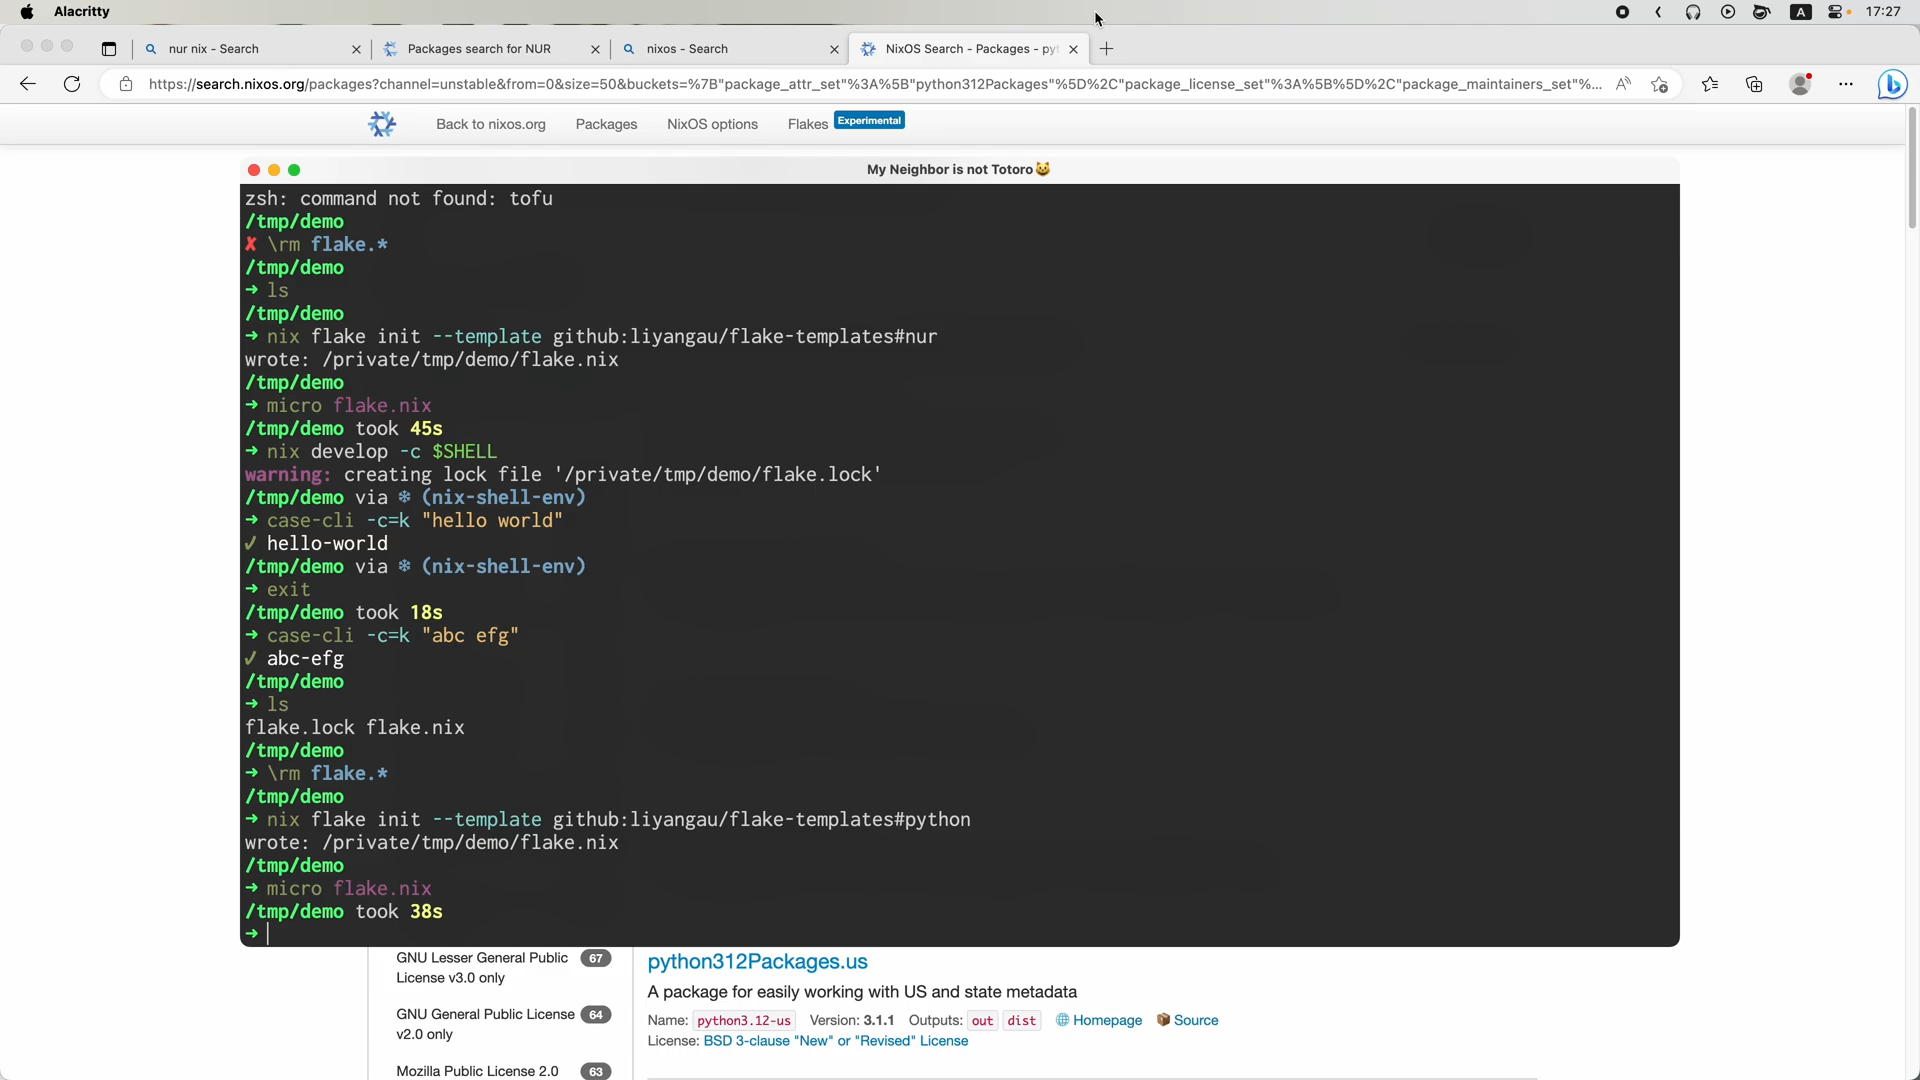 Alacritty
A
17:27
nur nix - Search
Packages search for NUR
nixos - Search
NixOS Search - Packages - pyt
https://search.nixos.org/packages?channel=unstable&from=0&size=50&buckets=%7B"package_attr_set"%3A%5B"python312Packages"%5D%2C"package_license_set"%3A%5B%5D%2C"package_maintainers_set"%...
Back to nixos.org Packages NixOS options Flakes Experimental
My Neighbor is not Totoro😺
zsh: command not found: tofu
/tmp/demo
✗ \rm flake.*
/tmp/demo
➜ ls
/tmp/demo
➜ nix flake init --template github:liyangau/flake-templates#nur
wrote: /private/tmp/demo/flake.nix
/tmp/demo
➜ micro flake.nix
/tmp/demo took 45s
➜ nix develop -c $SHELL
warning: creating lock file '/private/tmp/demo/flake.lock'
/tmp/demo via ❄ (nix-shell-env)
➜ case-cli -c=k "hello world"
✓ hello-world
/tmp/demo via ❄ (nix-shell-env)
➜ exit
/tmp/demo took 18s
➜ case-cli -c=k "abc efg"
✓ abc-efg
/tmp/demo
➜ ls
flake.lock flake.nix
/tmp/demo
➜ \rm flake.*
/tmp/demo
➜ nix flake init --template github:liyangau/flake-templates#python
wrote: /private/tmp/demo/flake.nix
/tmp/demo
➜ micro flake.nix
/tmp/demo took 38s
➜
GNU Lesser General Public License v3.0 only 67
GNU General Public License v2.0 only 64
Mozilla Public License 2.0 63
python312Packages.us
A package for easily working with US and state metadata
Name: python3.12-us Version: 3.1.1 Outputs: out dist Homepage Source
License: BSD 3-clause "New" or "Revised" License